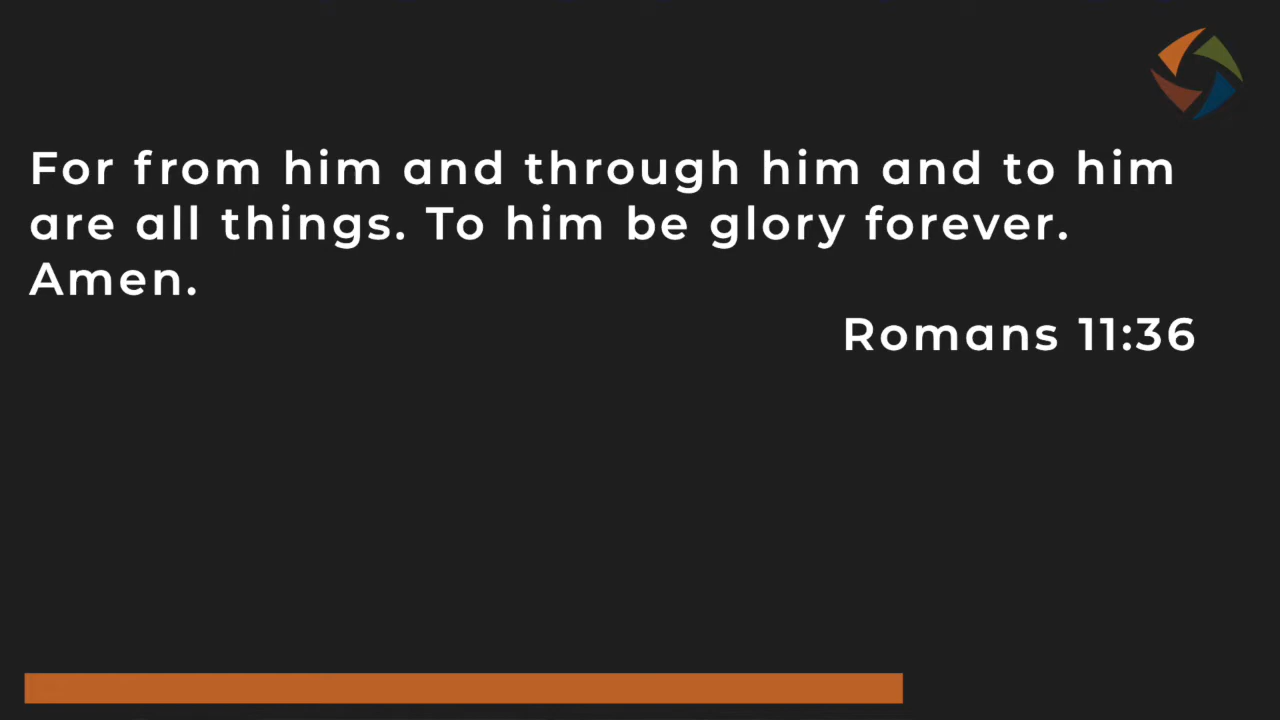 For from him and through him and to him
are all things. To him be glory forever.
Amen.
Romans 11:36